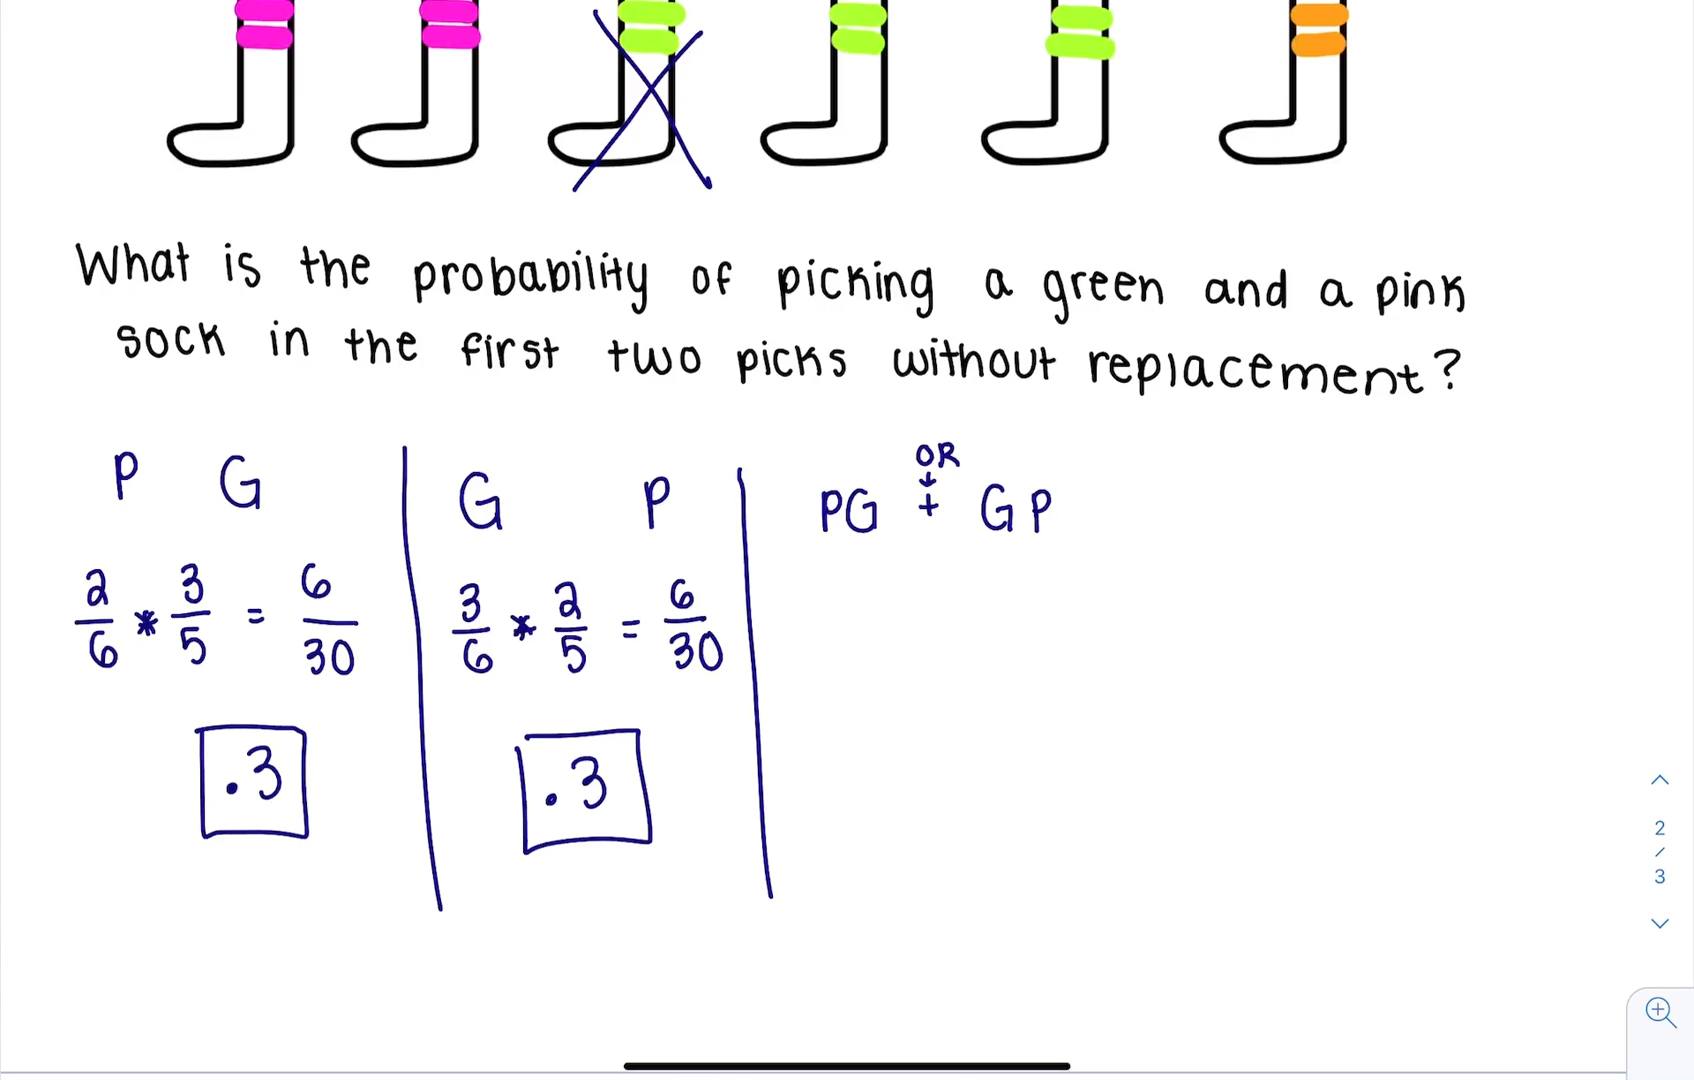 What is the probability of picking a green and a pink
sock in the first two picks without replacement?
P G
2/6 * 3/5 = 6/30
.3
G P
3/6 * 2/5 = 6/30
.3
OR
↓
PG + GP
2
/
3